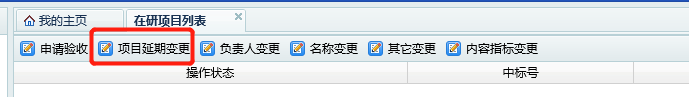 我的主页 在研项目列表
申请验收 项目延期变更 负责人变更 名称变更 其它变更 内容指标变更
操作状态 中标号